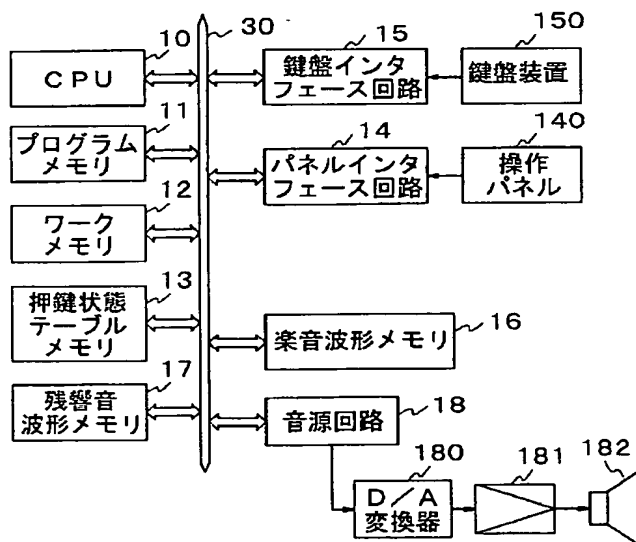 30
10
CPU
11
プログラム
メモリ
12
ワーク
メモリ
13
押鍵状態
テーブル
メモリ
17
残響音
波形メモリ
15
鍵盤インタ
フェース回路
150
鍵盤装置
14
パネルインタ
フェース回路
140
操作
パネル
16
楽音波形メモリ
18
音源回路
180
D/A
変換器
181
182